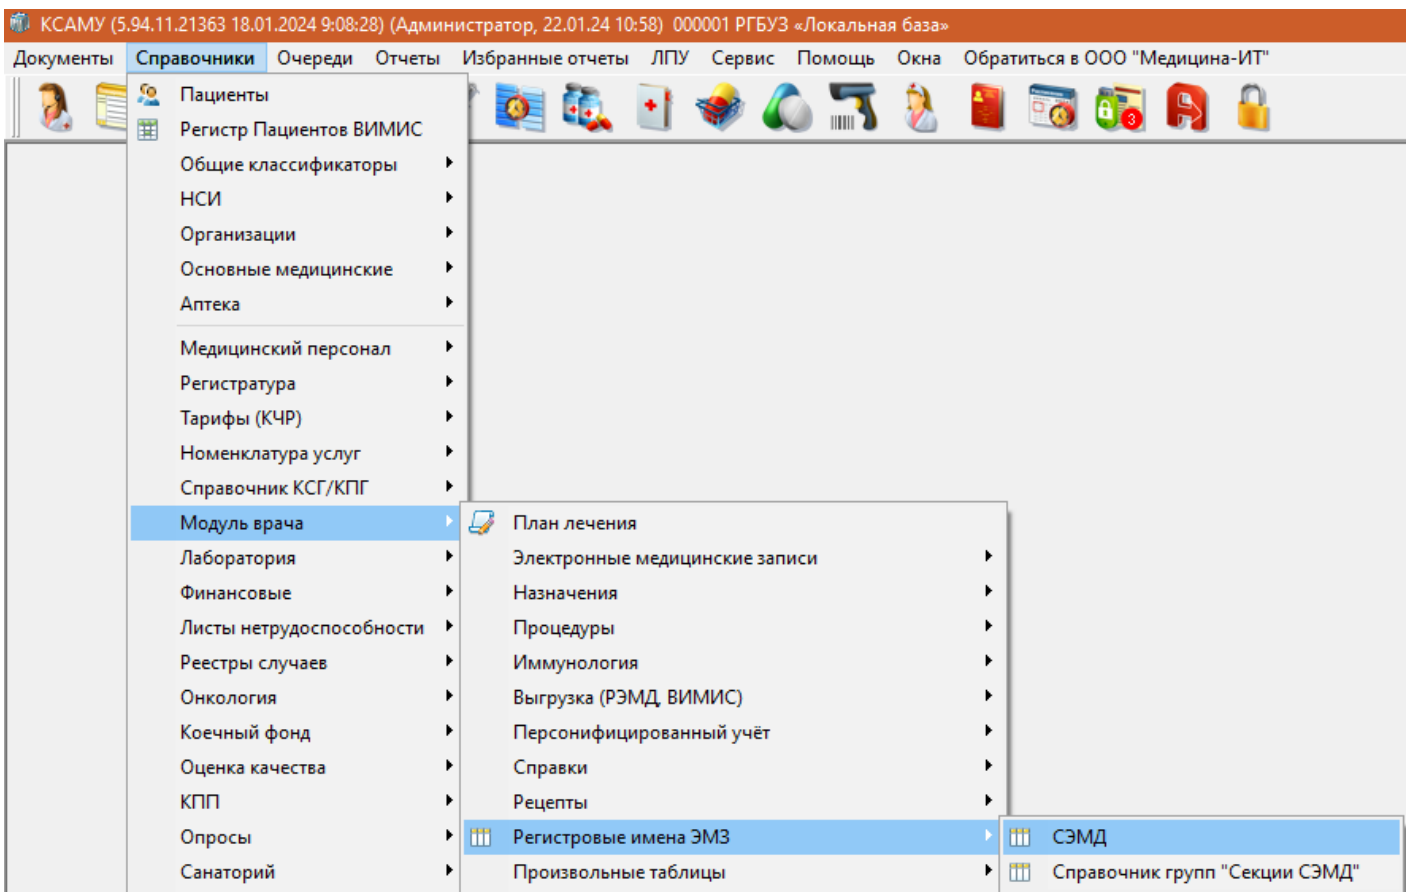 КСАМУ (5.94.11.21363 18.01.2024 9:08:28) (Администратор, 22.01.24 10:58) 000001 РГБУЗ «Локальная база»
Документы Справочники Очереди Отчеты Избранные отчеты ЛПУ Сервис Помощь Окна Обратиться в ООО "Медицина-ИТ"
3
Пациенты
Регистр Пациентов ВИМИС
Общие классификаторы
НСИ
Организации
Основные медицинские
Аптека
Медицинский персонал
Регистратура
Тарифы (КЧР)
Номенклатура услуг
Справочник КСГ/КПГ
Модуль врача
Лаборатория
Финансовые
Листы нетрудоспособности
Реестры случаев
Онкология
Коечный фонд
Оценка качества
КПП
Опросы
Санаторий
План лечения
Электронные медицинские записи
Назначения
Процедуры
Иммунология
Выгрузка (РЭМД, ВИМИС)
Персонифицированный учёт
Справки
Рецепты
Регистровые имена ЭМЗ
Произвольные таблицы
СЭМД
Справочник групп "Секции СЭМД"